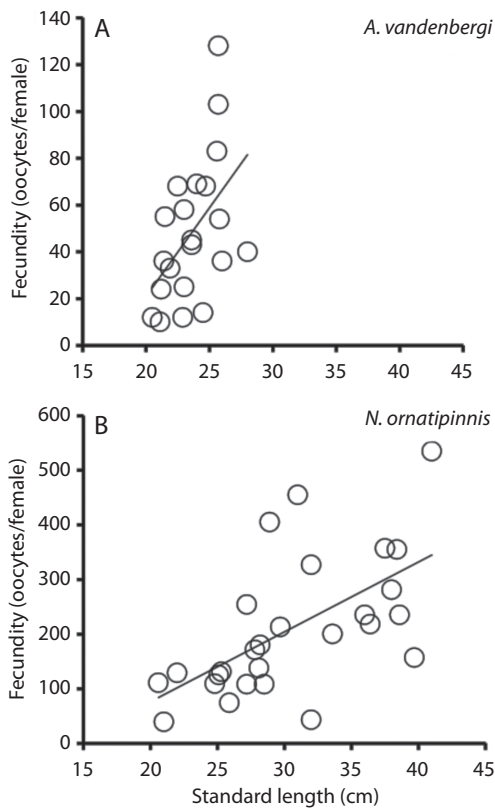 A
A. vandenbergi
Fecundity (oocytes/female)
140
120
100
80
60
40
20
0
15 20 25 30 35 40 45
B
N. ornatipinnis
Fecundity (oocytes/female)
600
500
400
300
200
100
0
15 20 25 30 35 40 45
Standard length (cm)